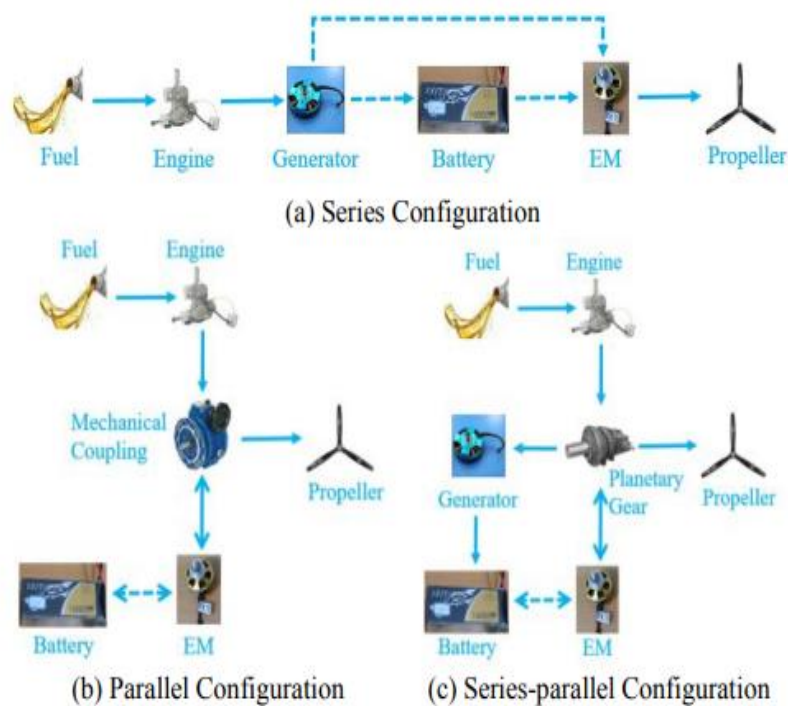 Fuel
Engine
Generator
Battery
EM
Propeller
(a) Series Configuration
Fuel
Engine
Mechanical
Coupling
Propeller
Battery
EM
(b) Parallel Configuration
Fuel
Engine
Generator
Planetary
Gear
Propeller
Battery
EM
(c) Series-parallel Configuration